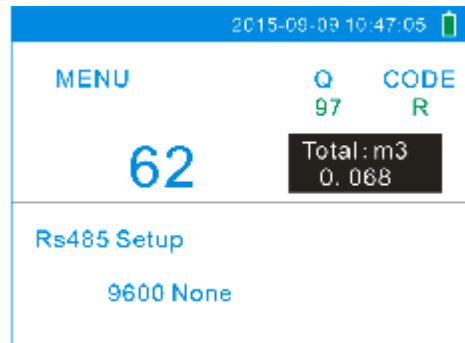 2015-09-09 10:47:05
MENU Q CODE
97 R
62 Total:m3
0.068
Rs485 Setup
9600 None